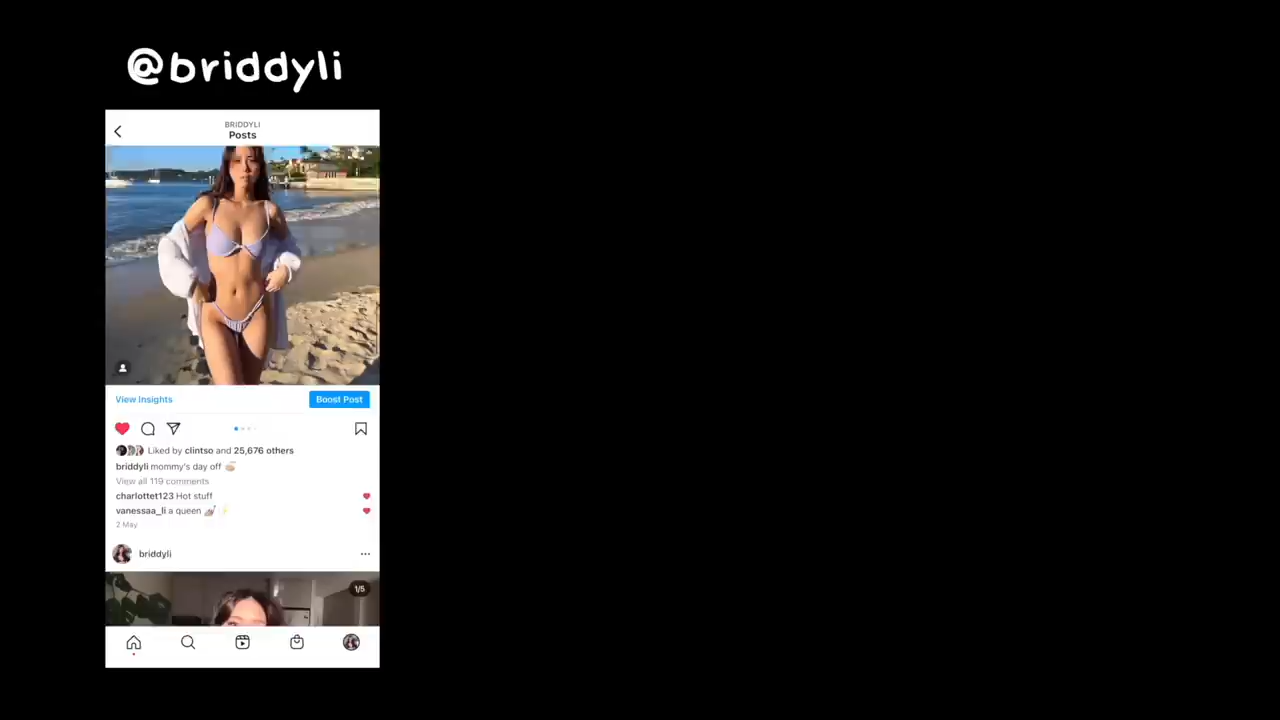 @briddyli
BRIDDYLI
Posts
View Insights
Boost Post
Liked by clintso and 25,676 others
briddyli mommy's day off
View all 119 comments
charlottet123 Hot stuff
vanessaa_li a queen
2 May
briddyli
1/5